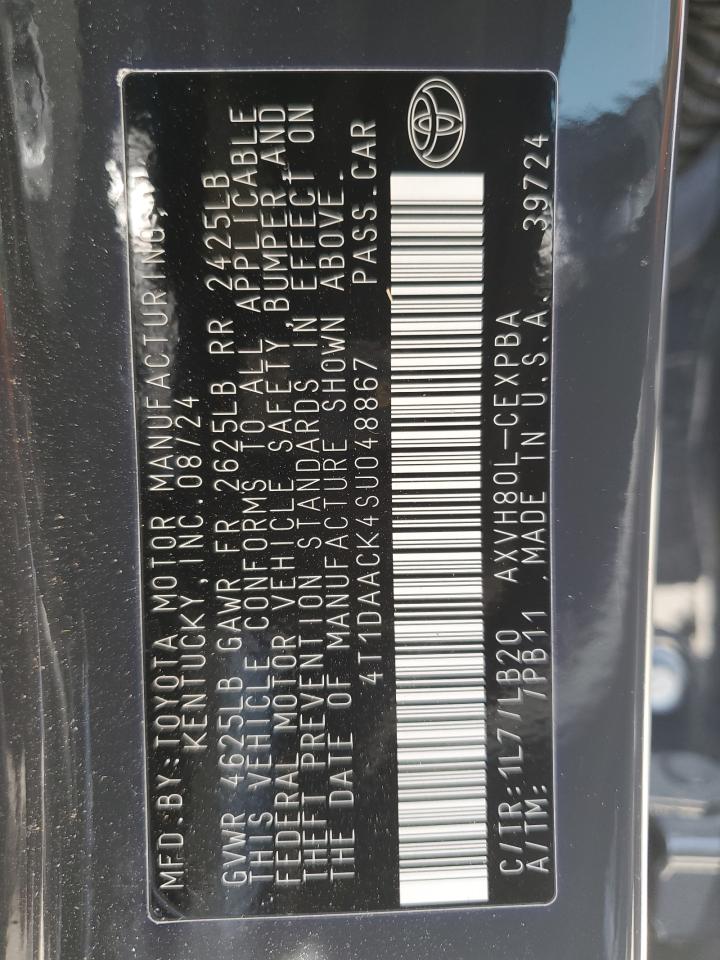 MFD.BY:TOYOTA MOTOR MANUFACTURING,
KENTUCKY,INC.08/24
GVWR 4625LB GAWR FR 2625LB RR 2425LB
THIS VEHICLE CONFORMS TO ALL APPLICABLE
FEDERAL MOTOR VEHICLE SAFETY,BUMPER,AND
THEFT PREVENTION STANDARDS IN EFFECT ON
THE DATE OF MANUFACTURE SHOWN ABOVE.
4T1DAACK4SU048867 PASS.CAR
C/TR:1L7/LB20 AXVH80L-CEXPBA
A/TM: /PB11 ,MADE IN U.S.A. 39724